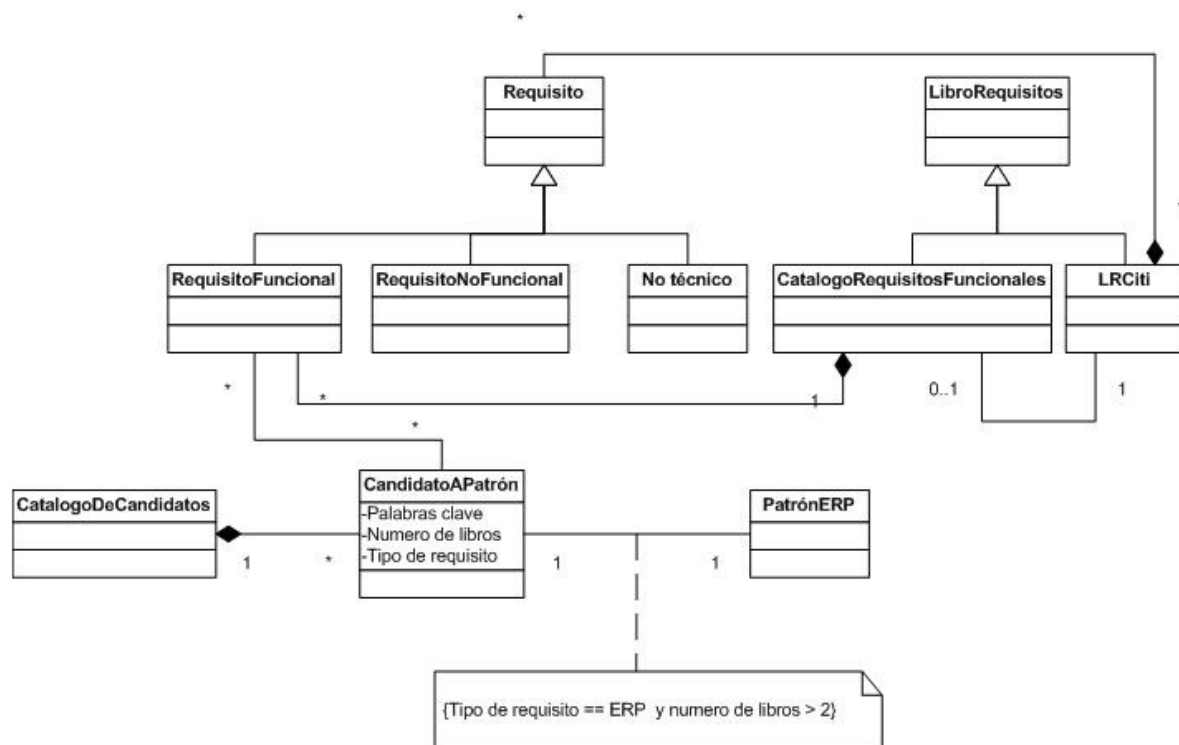 *
Requisito
LibroRequisitos
RequisitoFuncional
RequisitoNoFuncional
No técnico
CatalogoRequisitosFuncionales
LRCiti
*
*
1
0..1
1
*
CatalogoDeCandidatos
CandidatoAPatrón
-Palabras clave
-Numero de libros
-Tipo de requisito
PatrónERP
1
*
1
1
{Tipo de requisito == ERP y numero de libros > 2}